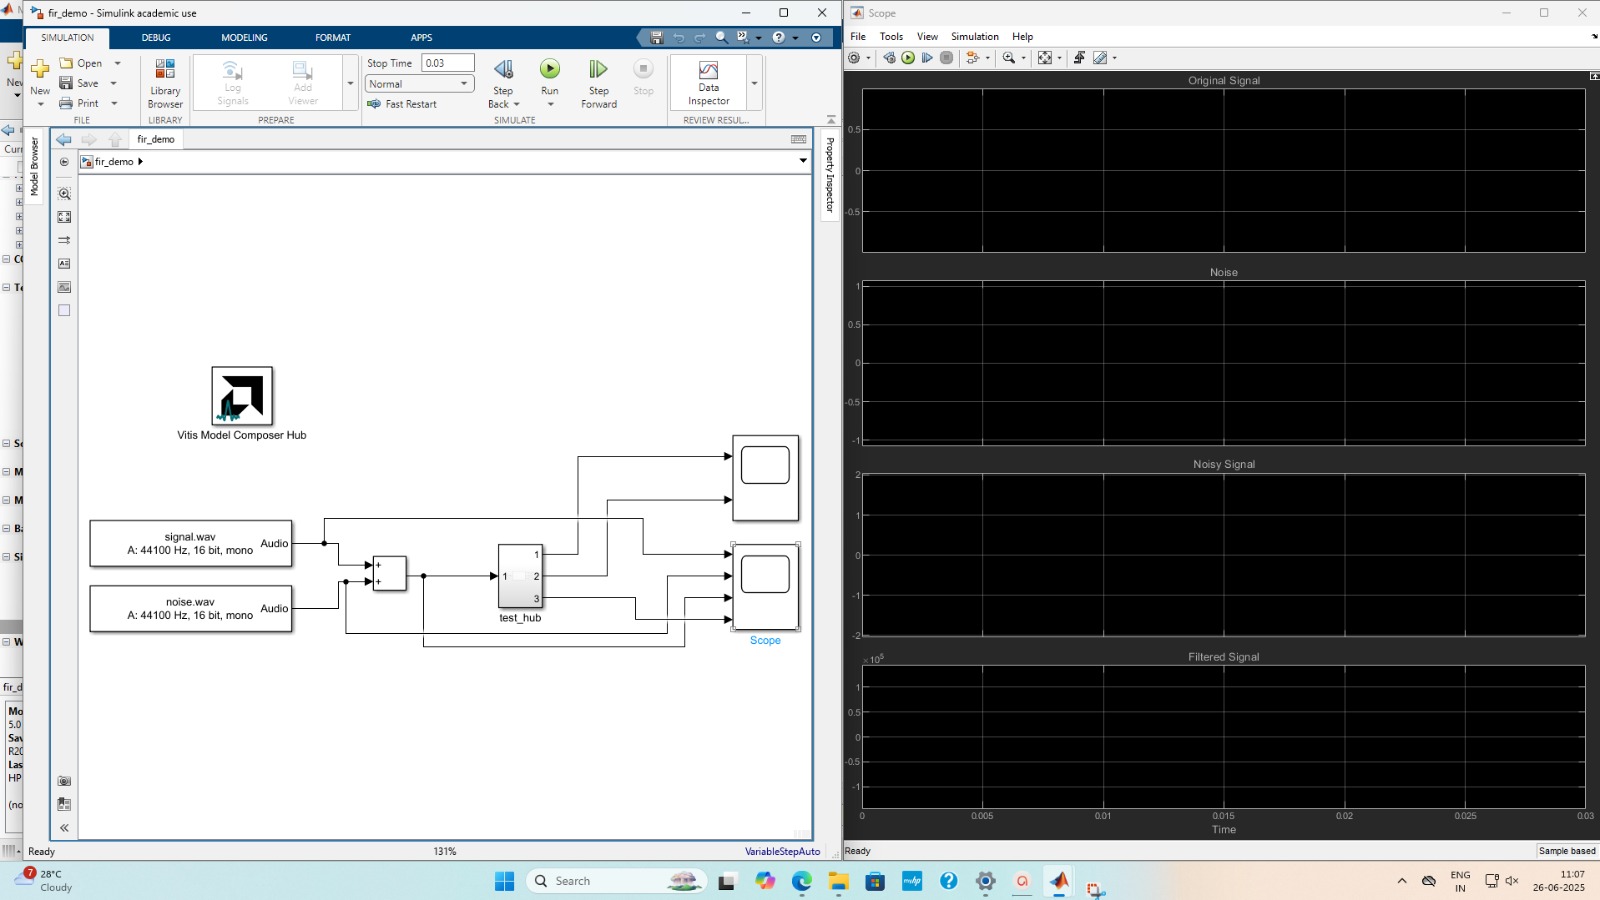 fir_demo - Simulink academic use
SIMULATION
DEBUG
MODELING
FORMAT
APPS
New
Open
Save
Print
FILE
Library
Browser
LIBRARY
Log
Signals
Add
Viewer
PREPARE
Stop Time 0.03
Normal
Fast Restart
Step
Back
Run
Step
Forward
Stop
SIMULATE
Data
Inspector
REVIEW RESUL...
fir_demo
fir_demo
Model Browser
Property Inspector
Vitis Model Composer Hub
signal.wav
A: 44100 Hz, 16 bit, mono
Audio
noise.wav
A: 44100 Hz, 16 bit, mono
Audio
+
+
1
1
2
3
test_hub
Scope
Ready
131%
VariableStepAuto
Scope
File Tools View Simulation Help
Original Signal
0.5
0
-0.5
Noise
1
0.5
0
-0.5
-1
Noisy Signal
2
1
0
-1
-2
Filtered Signal
×10⁵
1
0.5
0
-0.5
-1
0 0.005 0.01 0.015 0.02 0.025 0.03
Time
Ready
Sample based
7
28°C
Cloudy
Search
myhp
ENG
IN
11:07
26-06-2025